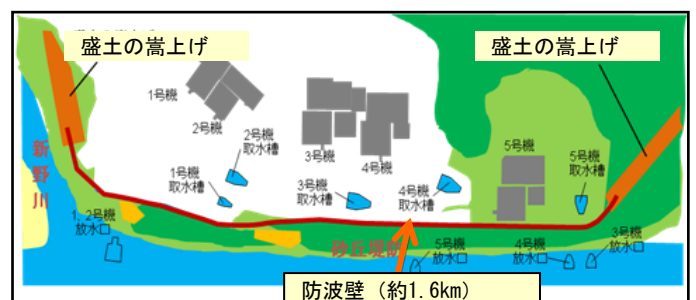 盛土の嵩上げ
盛土の嵩上げ
1号機
2号機
2号機
取水槽
1号機
取水槽
3号機
4号機
3号機
取水槽
4号機
取水槽
5号機
5号機
取水槽
新野川
1、2号機
放水口
砂丘堤防
5号機
放水口
4号機
放水口
3号機
放水口
防波壁（約1.6km）